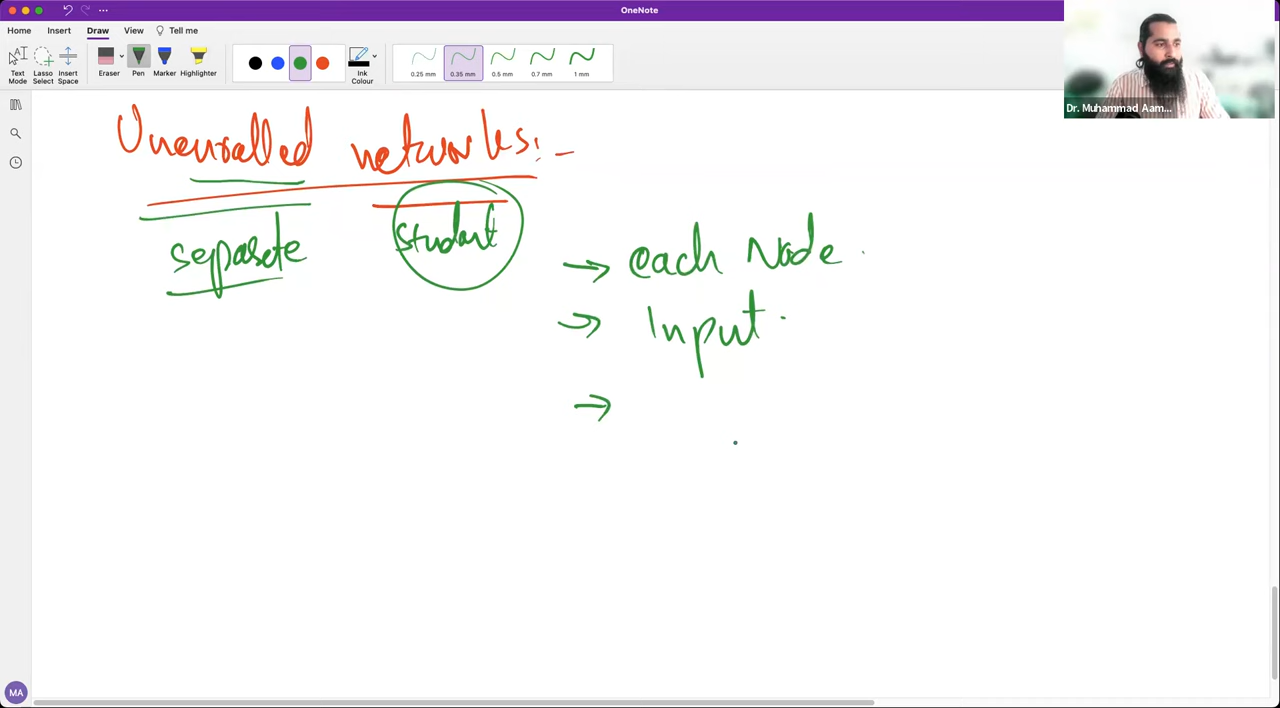 OneNote
Home Insert Draw View Tell me
Text Mode
Lasso Select
Insert Space
Eraser
Pen
Marker
Highlighter
Ink Colour
0.25 mm
0.35 mm
0.5 mm
0.7 mm
1 mm
Dr. Muhammad Aam...
Unenrolled networks:-
separate
student
→ each Node.
→ Input.
→
MA